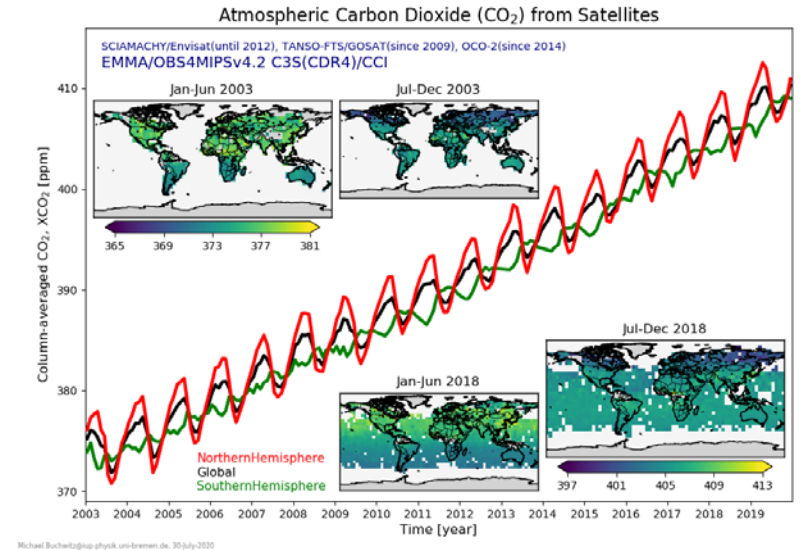 Atmospheric Carbon Dioxide (CO₂) from Satellites
SCIAMACHY/Envisat(until 2012), TANSO-FTS/GOSAT(since 2009), OCO-2(since 2014)
EMMA/OBS4MIPSv4.2 C3S(CDR4)/CCI
Jan-Jun 2003
Jul-Dec 2003
365 369 373 377 381
Column-averaged CO₂, XCO₂ [ppm]
410
400
390
380
370
Jul-Dec 2018
Jan-Jun 2018
397 401 405 409 413
NorthernHemisphere
Global
SouthernHemisphere
2003 2004 2005 2006 2007 2008 2009 2010 2011 2012 2013 2014 2015 2016 2017 2018 2019
Time [year]
Michael.Buchwitz@iup.physik.uni-bremen.de, 30-July-2020